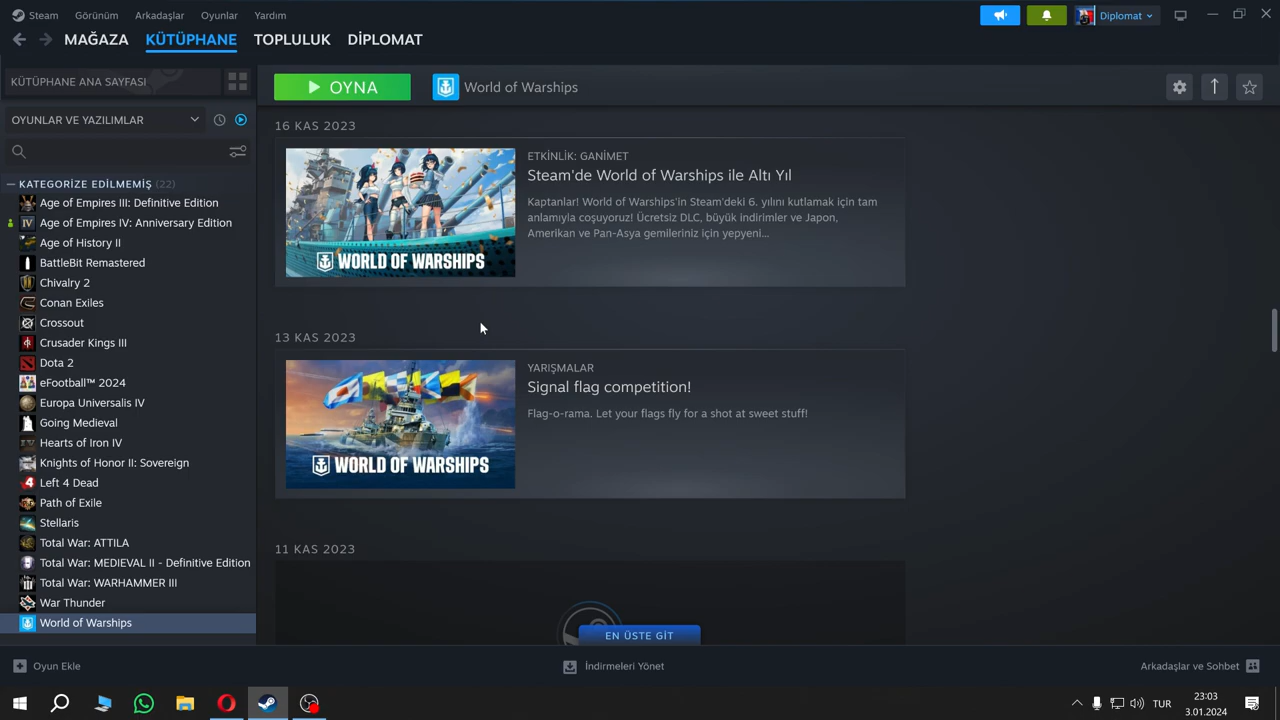 Steam Görünüm Arkadaşlar Oyunlar Yardım
Diplomat
MAĞAZA KÜTÜPHANE TOPLULUK DİPLOMAT
KÜTÜPHANE ANA SAYFASI
OYNA
World of Warships
OYUNLAR VE YAZILIMLAR
KATEGORİZE EDİLMEMİŞ (22)
Age of Empires III: Definitive Edition
IV Age of Empires IV: Anniversary Edition
Age of History II
BattleBit Remastered
Chivalry 2
Conan Exiles
Crossout
Crusader Kings III
Dota 2
eFootball™ 2024
Europa Universalis IV
Going Medieval
Hearts of Iron IV
Knights of Honor II: Sovereign
4 Left 4 Dead
Path of Exile
Stellaris
Total War: ATTILA
Total War: MEDIEVAL II - Definitive Edition
Total War: WARHAMMER III
War Thunder
World of Warships
16 KAS 2023
WORLD OF WARSHIPS
ETKİNLİK: GANİMET
Steam'de World of Warships ile Altı Yıl
Kaptanlar! World of Warships'in Steam'deki 6. yılını kutlamak için tam
anlamıyla coşuyoruz! Ücretsiz DLC, büyük indirimler ve Japon,
Amerikan ve Pan-Asya gemileriniz için yepyeni...
13 KAS 2023
WORLD OF WARSHIPS
YARIŞMALAR
Signal flag competition!
Flag-o-rama. Let your flags fly for a shot at sweet stuff!
11 KAS 2023
EN ÜSTE GİT
Oyun Ekle
İndirmeleri Yönet
Arkadaşlar ve Sohbet
TUR
23:03
3.01.2024